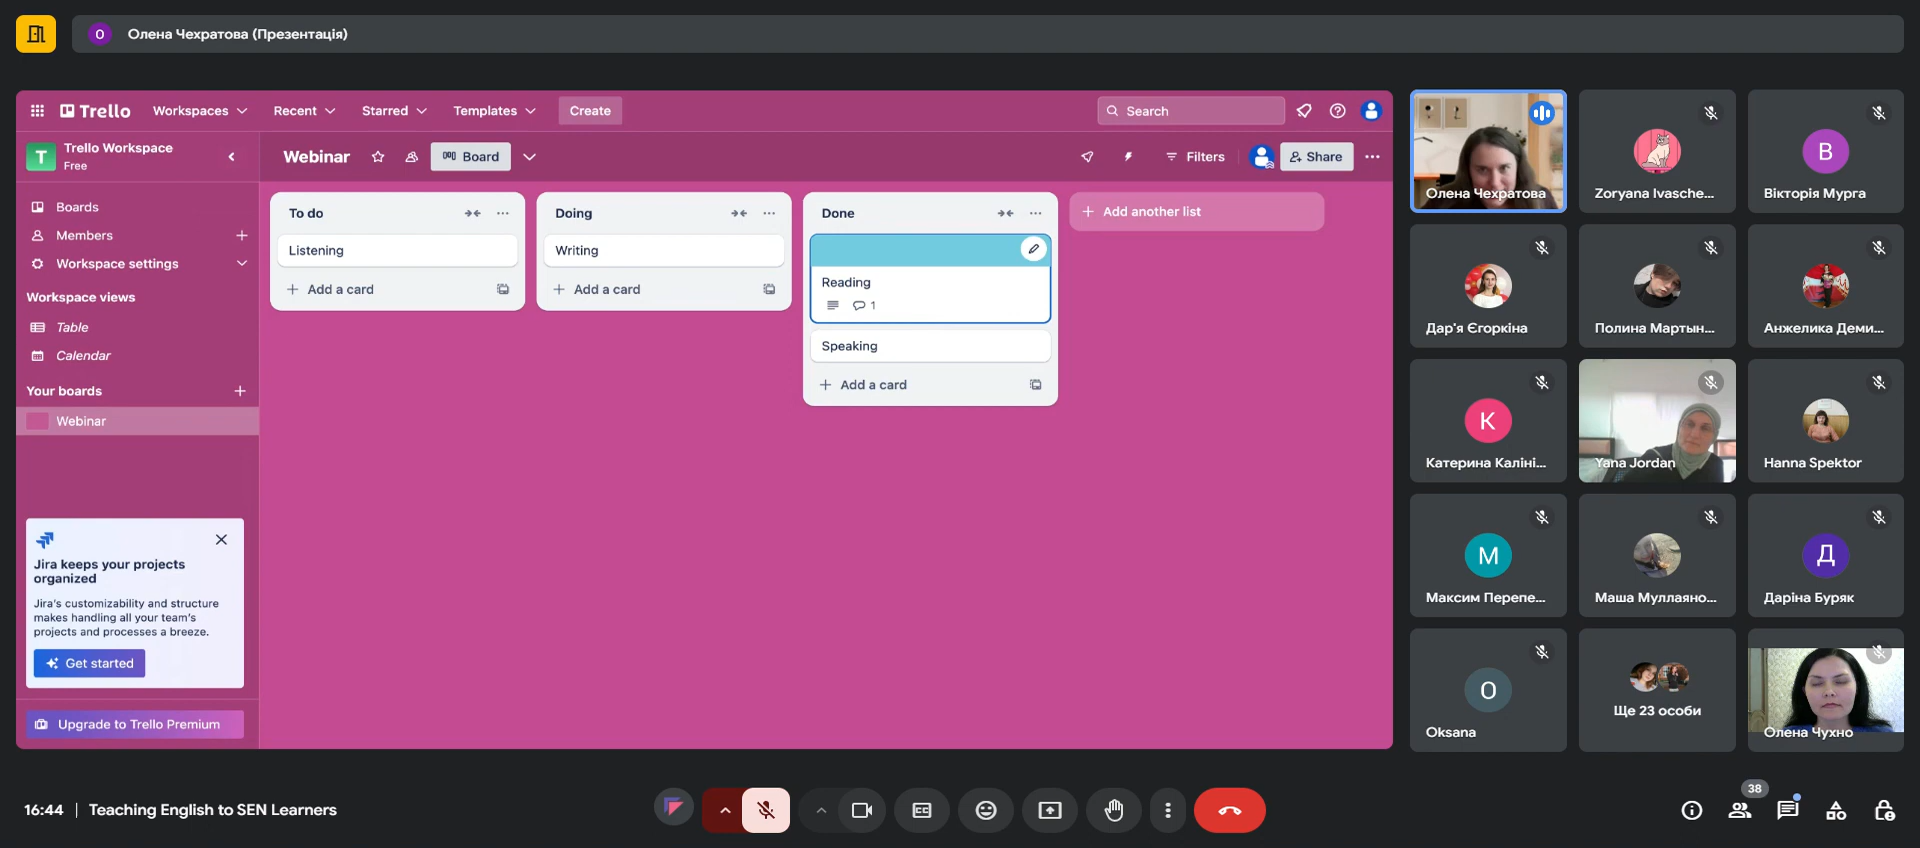 O Олена Чехратова (Презентація)
Trello Workspaces Recent Starred Templates Create Search
T Trello Workspace
Free
Webinar Board Filters Share
Boards
Members
Workspace settings
Workspace views
Table
Calendar
Your boards
Webinar
Jira keeps your projects
organized
Jira's customizability and structure
makes handling all your team's
projects and processes a breeze.
Get started
Upgrade to Trello Premium
To do
Listening
Add a card
Doing
Writing
Add a card
Done
Reading
1
Speaking
Add a card
Add another list
Олена Чехратова
Zoryana Ivasche...
В
Вікторія Мурга
Дар'я Єгоркіна
Полина Мартын...
Анжелика Деми...
К
Катерина Каліні...
Yana Jordan
Hanna Spektor
М
Максим Перепе...
Маша Муллаяно...
Д
Даріна Буряк
O
Oksana
Ще 23 особи
Олена Чухно
16:44 | Teaching English to SEN Learners
CC
38